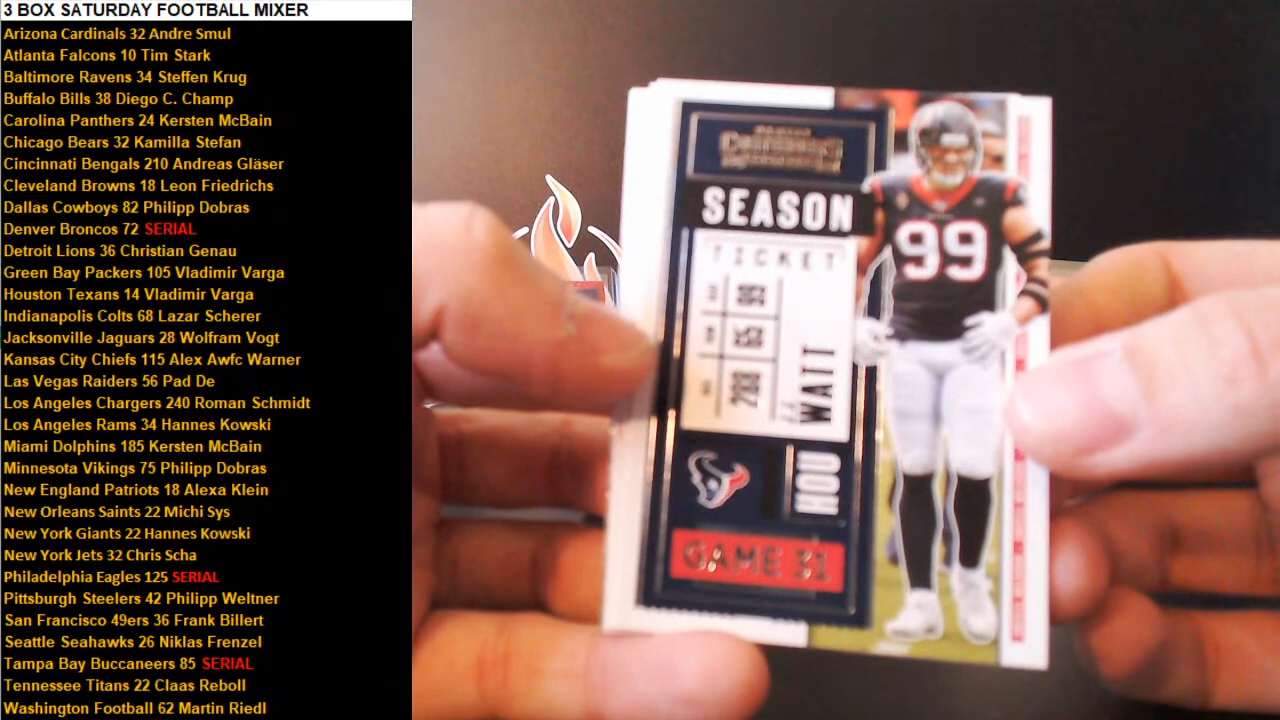 3 BOX SATURDAY FOOTBALL MIXER
Arizona Cardinals 32 Andre Smul
Atlanta Falcons 10 Tim Stark
Baltimore Ravens 34 Steffen Krug
Buffalo Bills 38 Diego C. Champ
Carolina Panthers 24 Kersten McBain
Chicago Bears 32 Kamilla Stefan
Cincinnati Bengals 210 Andreas Gläser
Cleveland Browns 18 Leon Friedrichs
Dallas Cowboys 82 Philipp Dobras
Denver Broncos 72 SERIAL
Detroit Lions 36 Christian Genau
Green Bay Packers 105 Vladimir Varga
Houston Texans 14 Vladimir Varga
Indianapolis Colts 68 Lazar Scherer
Jacksonville Jaguars 28 Wolfram Vogt
Kansas City Chiefs 115 Alex Awfc Warner
Las Vegas Raiders 56 Pad De
Los Angeles Chargers 240 Roman Schmidt
Los Angeles Rams 34 Hannes Kowski
Miami Dolphins 185 Kersten McBain
Minnesota Vikings 75 Philipp Dobras
New England Patriots 18 Alexa Klein
New Orleans Saints 22 Michi Sys
New York Giants 22 Hannes Kowski
New York Jets 32 Chris Scha
Philadelphia Eagles 125 SERIAL
Pittsburgh Steelers 42 Philipp Weltner
San Francisco 49ers 36 Frank Billert
Seattle Seahawks 26 Niklas Frenzel
Tampa Bay Buccaneers 85 SERIAL
Tennessee Titans 22 Claas Reboll
Washington Football 62 Martin Riedl
PANINI
SEASON
TICKET
99
65
288
J.J.
WATT
HOU
GAME 31
99